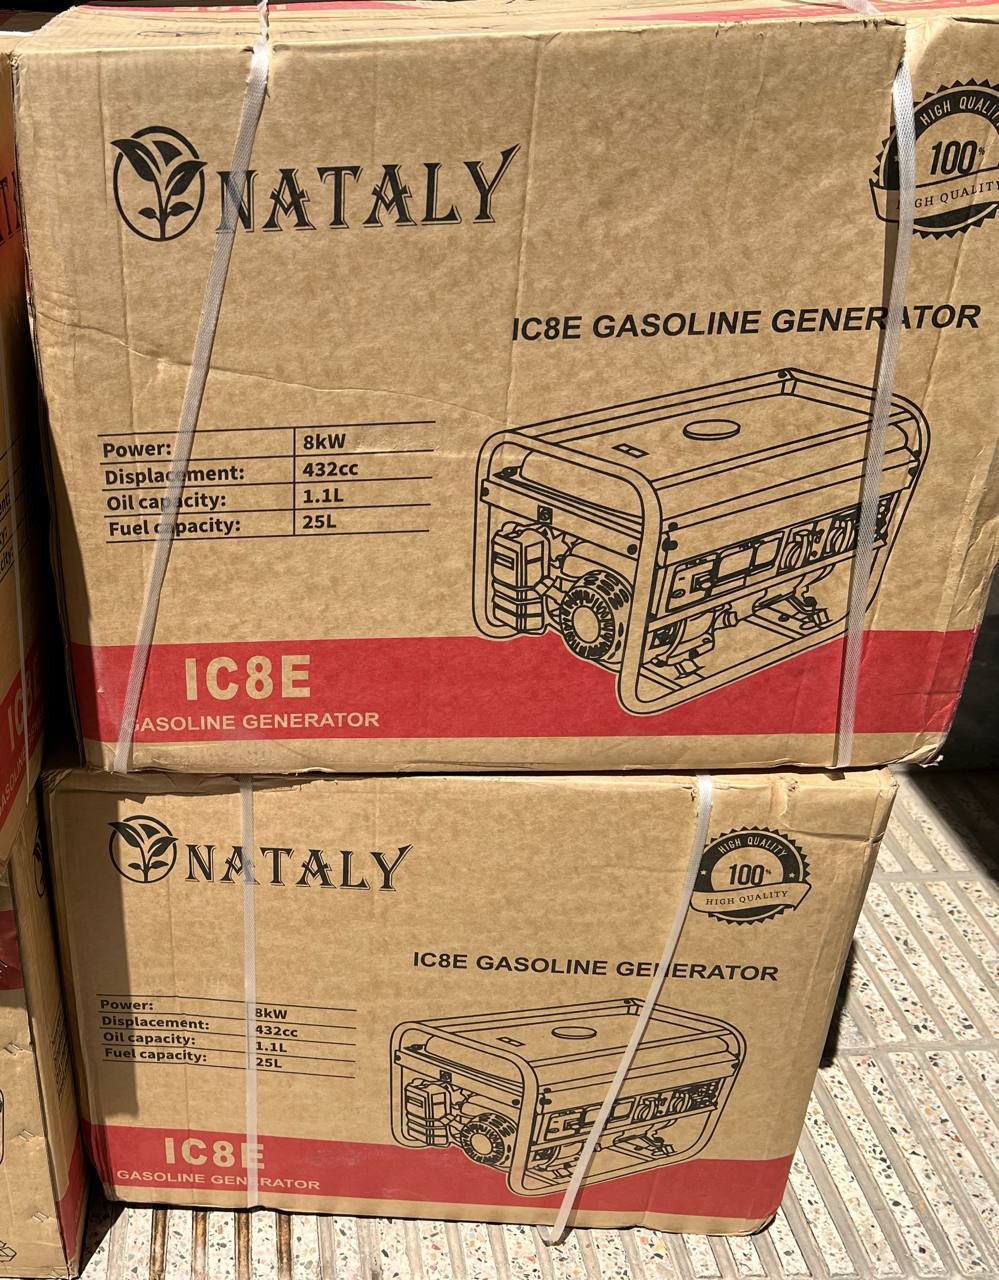 NATALY
HIGH QUALITY
100%
HIGH QUALITY
IC8E GASOLINE GENERATOR
Power: 8kW
Displacement: 432cc
Oil capacity: 1.1L
Fuel capacity: 25L
IC8E
GASOLINE GENERATOR
NATALY
HIGH QUALITY
100%
HIGH QUALITY
IC8E GASOLINE GENERATOR
Power: 8kW
Displacement: 432cc
Oil capacity: 1.1L
Fuel capacity: 25L
IC8E
GASOLINE GENERATOR